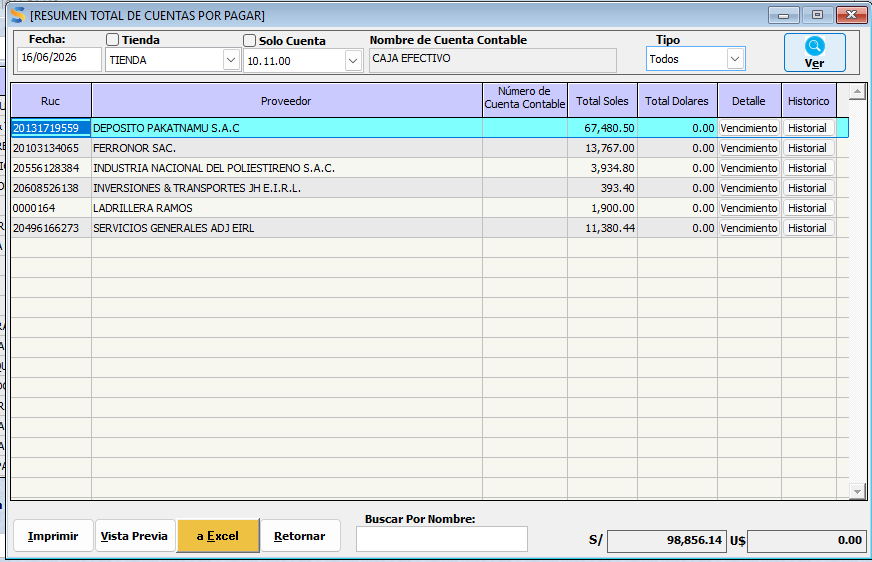 [RESUMEN TOTAL DE CUENTAS POR PAGAR]
Fecha: Tienda Solo Cuenta Nombre de Cuenta Contable Tipo
16/06/2026 TIENDA 10.11.00 CAJA EFECTIVO Todos Ver
Ruc Proveedor Número de Cuenta Contable Total Soles Total Dolares Detalle Historico
20131719559 DEPOSITO PAKATNAMU S.A.C 67,480.50 0.00 Vencimiento Historial
20103134065 FERRONOR SAC. 13,767.00 0.00 Vencimiento Historial
20556128384 INDUSTRIA NACIONAL DEL POLIESTIRENO S.A.C. 3,934.80 0.00 Vencimiento Historial
20608526138 INVERSIONES & TRANSPORTES JH E.I.R.L. 393.40 0.00 Vencimiento Historial
0000164 LADRILLERA RAMOS 1,900.00 0.00 Vencimiento Historial
20496166273 SERVICIOS GENERALES ADJ EIRL 11,380.44 0.00 Vencimiento Historial
Buscar Por Nombre:
Imprimir Vista Previa a Excel Retornar S/ 98,856.14 U$ 0.00